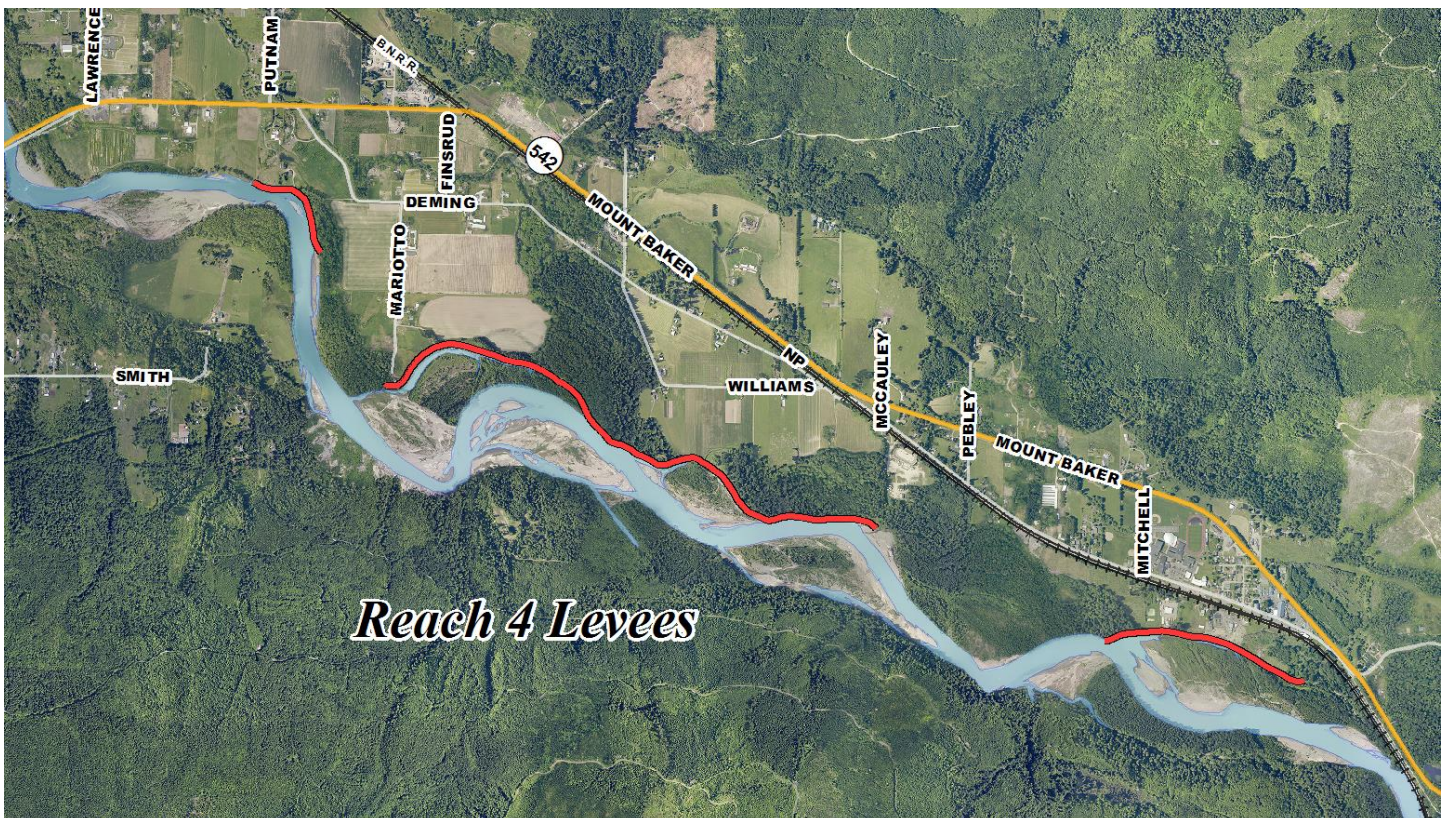 LAWRENCE
PUTNAM
B.N.R.R.
FINSRUD
542
DEMING
MOUNT BAKER
MARIOTTO
SMITH
NP
WILLIAMS
MCCAULEY
PEBLEY
MOUNT BAKER
MITCHELL
Reach 4 Levees